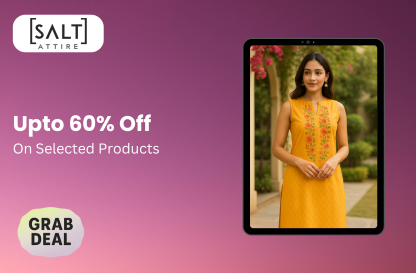 [SALT]
ATTIRE
Upto 60% Off
On Selected Products
GRAB
DEAL